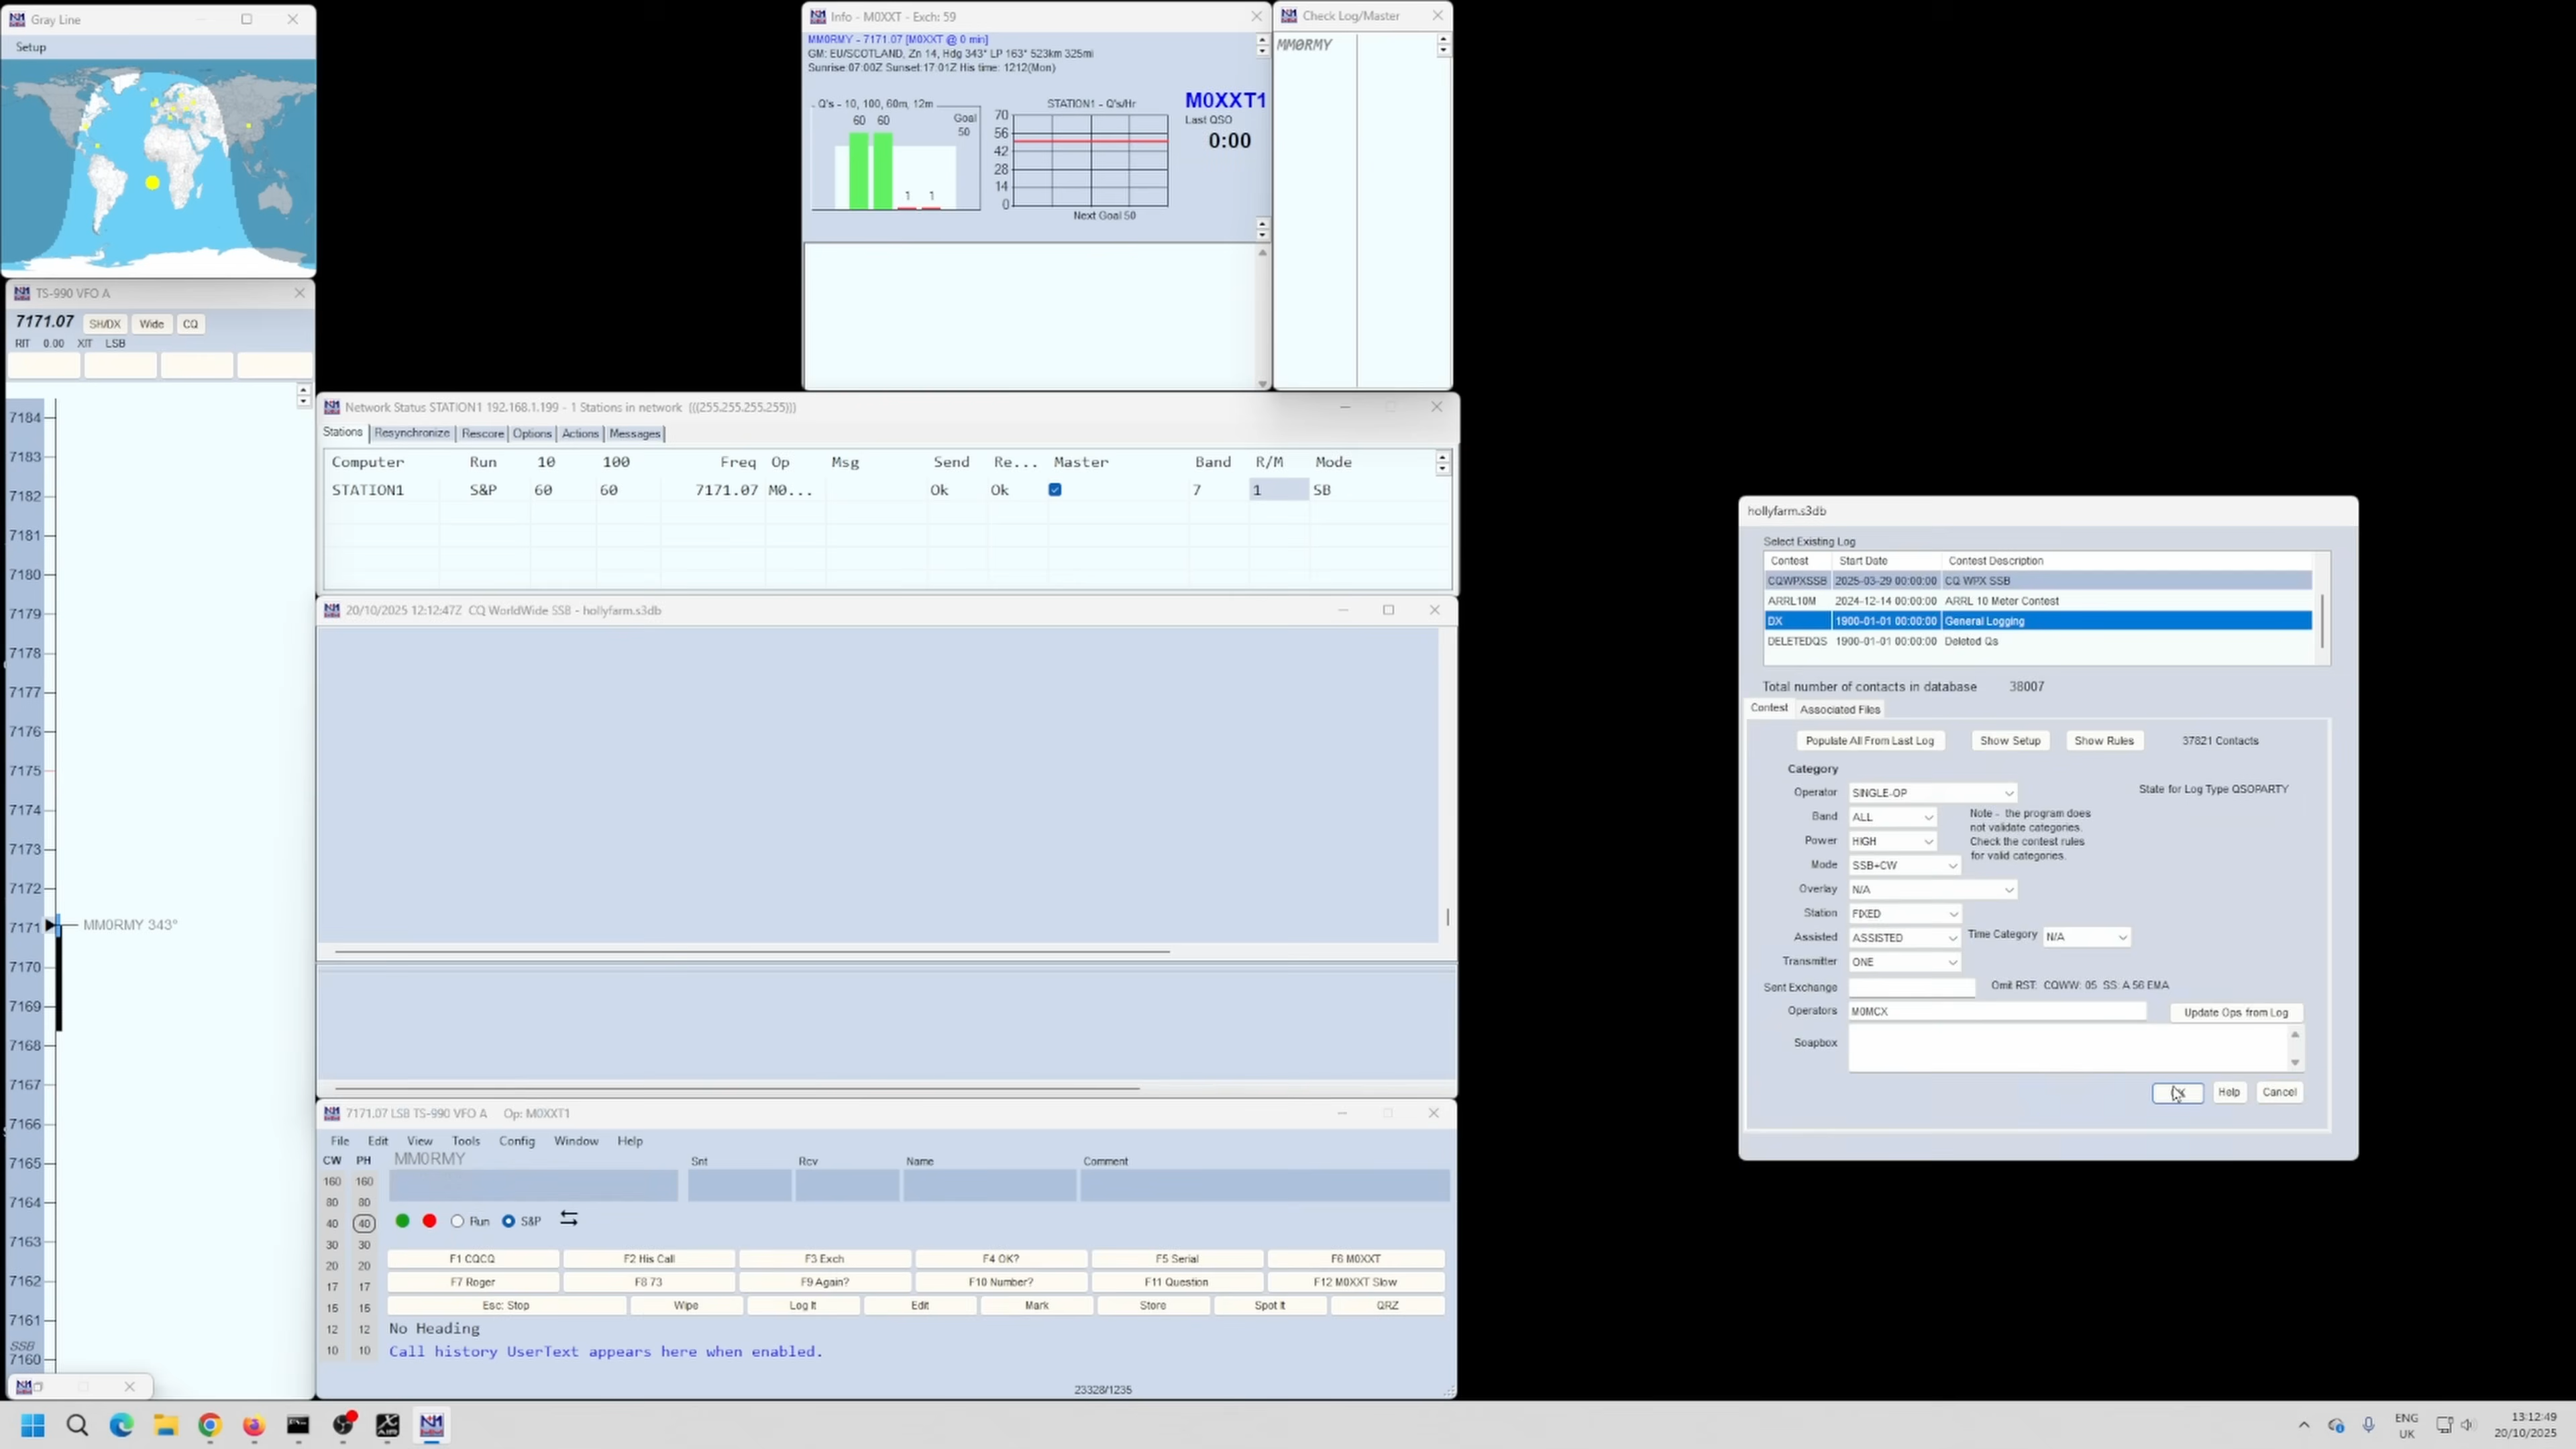 Gray Line
Setup
TS-990 VFO A
7171.07 SH/DX Wide CQ
RIT 0.00 XIT LSB
7184
7183
7182
7181
7180
7179
7178
7177
7176
7175
7174
7173
7172
7171 MM0RMY 343°
7170
7169
7168
7167
7166
7165
7164
7163
7162
7161
SSB
7160
Info - M0XXT - Exch: 59
MM0RMY - 7171.07 [M0XXT @ 0 min]
GM: EU/SCOTLAND, Zn 14, Hdg 343° LP 163° 523km 325mi
Sunrise:07:00Z Sunset:17:01Z His time: 1212(Mon)
Q's - 10, 100, 60m, 12m
Goal
50
60 60
1 1
STATION1 - Q's/Hr
70
56
42
28
14
0
Next Goal 50
M0XXT1
Last QSO
0:00
Check Log/Master
MM0RMY
Network Status STATION1 192.168.1.199 - 1 Stations in network (((255.255.255.255)))
Stations Resynchronize Rescore Options Actions Messages
Computer Run 10 100 Freq Op Msg Send Re... Master Band R/M Mode
STATION1 S&P 60 60 7171.07 M0... Ok Ok 7 1 SB
20/10/2025 12:12:47Z CQ WorldWide SSB - hollyfarm.s3db
7171.07 LSB TS-990 VFO A Op: M0XXT1
File Edit View Tools Config Window Help
CW PH MM0RMY Snt Rcv Name Comment
160 160
80 80
40 40 Run S&P
30 30
20 20
17 17
15 15
12 12
10 10
F1 CQCQ F2 His Call F3 Exch F4 OK? F5 Serial F6 M0XXT
F7 Roger F8 73 F9 Again? F10 Number? F11 Question F12 M0XXT Slow
Esc: Stop Wipe Log It Edit Mark Store Spot It QRZ
No Heading
Call history UserText appears here when enabled.
23328/1235
hollyfarm.s3db
Select Existing Log
Contest Start Date Contest Description
CQWPXSSB 2025-03-29 00:00:00 CQ WPX SSB
ARRL10M 2024-12-14 00:00:00 ARRL 10 Meter Contest
DX 1900-01-01 00:00:00 General Logging
DELETEDQS 1900-01-01 00:00:00 Deleted Qs
Total number of contacts in database 38007
Contest Associated Files
Populate All From Last Log Show Setup Show Rules 37821 Contacts
Category
Operator SINGLE-OP State for Log Type QSOPARTY
Band ALL
Power HIGH
Mode SSB+CW
Note - the program does
not validate categories.
Check the contest rules
for valid categories.
Overlay N/A
Station FIXED
Assisted ASSISTED Time Category N/A
Transmitter ONE
Sent Exchange Omit RST: CQWW: 05 SS: A 56 EMA
Operators M0MCX Update Ops from Log
Soapbox
Help Cancel
ENG
UK
13:12:49
20/10/2025